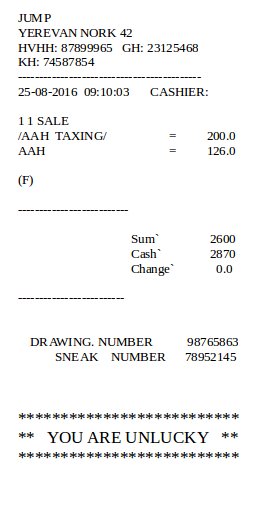 JUMP
YEREVAN NORK 42
HVHH: 87899965 GH: 23125468
KH: 74587854
--------------------------------------------
25-08-2016 09:10:03 CASHIER:
1 1 SALE
/AAH TAXING/ = 200.0
AAH = 126.0
(F)
--------------------------
Sum` 2600
Cash` 2870
Change` 0.0
-------------------------
DRAWING. NUMBER 98765863
SNEAK NUMBER 78952145
**************************
** YOU ARE UNLUCKY **
**************************